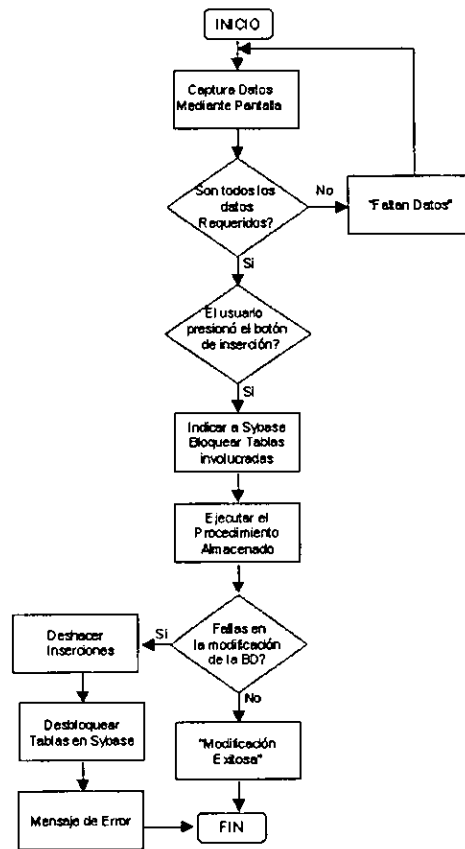 INICIO
Captura Datos
Mediante Pantalla
Son todos los
datos
Requeridos?
No
"Faltan Datos"
Si
El usuario
presionó el botón
de inserción?
Si
Indicar a Sybase
Bloquear Tablas
involucradas
Ejecutar el
Procedimiento
Almacenado
Fallas en
la modificación
de la BD?
Si
Deshacer
Inserciones
No
Desbloquear
Tablas en Sybase
"Modificación
Exitosa"
Mensaje de Error
FIN